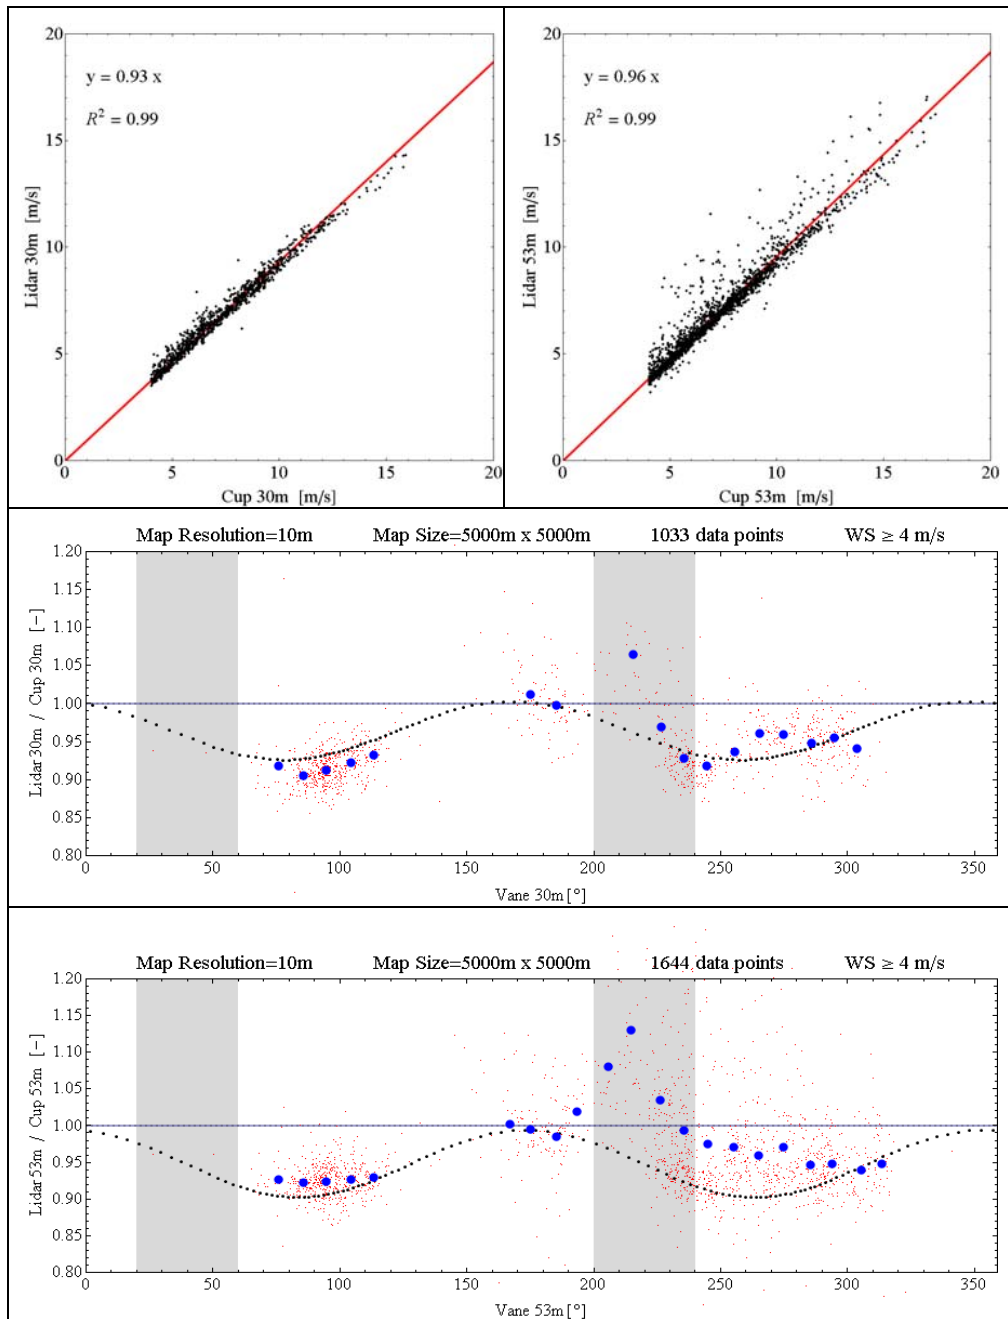 20
15
10
5
0
Lidar 30m [m/s]
y = 0.93 x
R² = 0.99
0 5 10 15 20
Cup 30m [m/s]
20
15
10
5
0
Lidar 53m [m/s]
y = 0.96 x
R² = 0.99
0 5 10 15 20
Cup 53m [m/s]
Map Resolution=10m Map Size=5000m x 5000m 1033 data points WS ≥ 4 m/s
1.20
1.15
1.10
1.05
1.00
0.95
0.90
0.85
0.80
Lidar30m / Cup 30m [−]
0 50 100 150 200 250 300 350
Vane 30m[°]
Map Resolution=10m Map Size=5000m x 5000m 1644 data points WS ≥ 4 m/s
1.20
1.15
1.10
1.05
1.00
0.95
0.90
0.85
0.80
Lidar53m / Cup 53m [−]
0 50 100 150 200 250 300 350
Vane 53m[°]